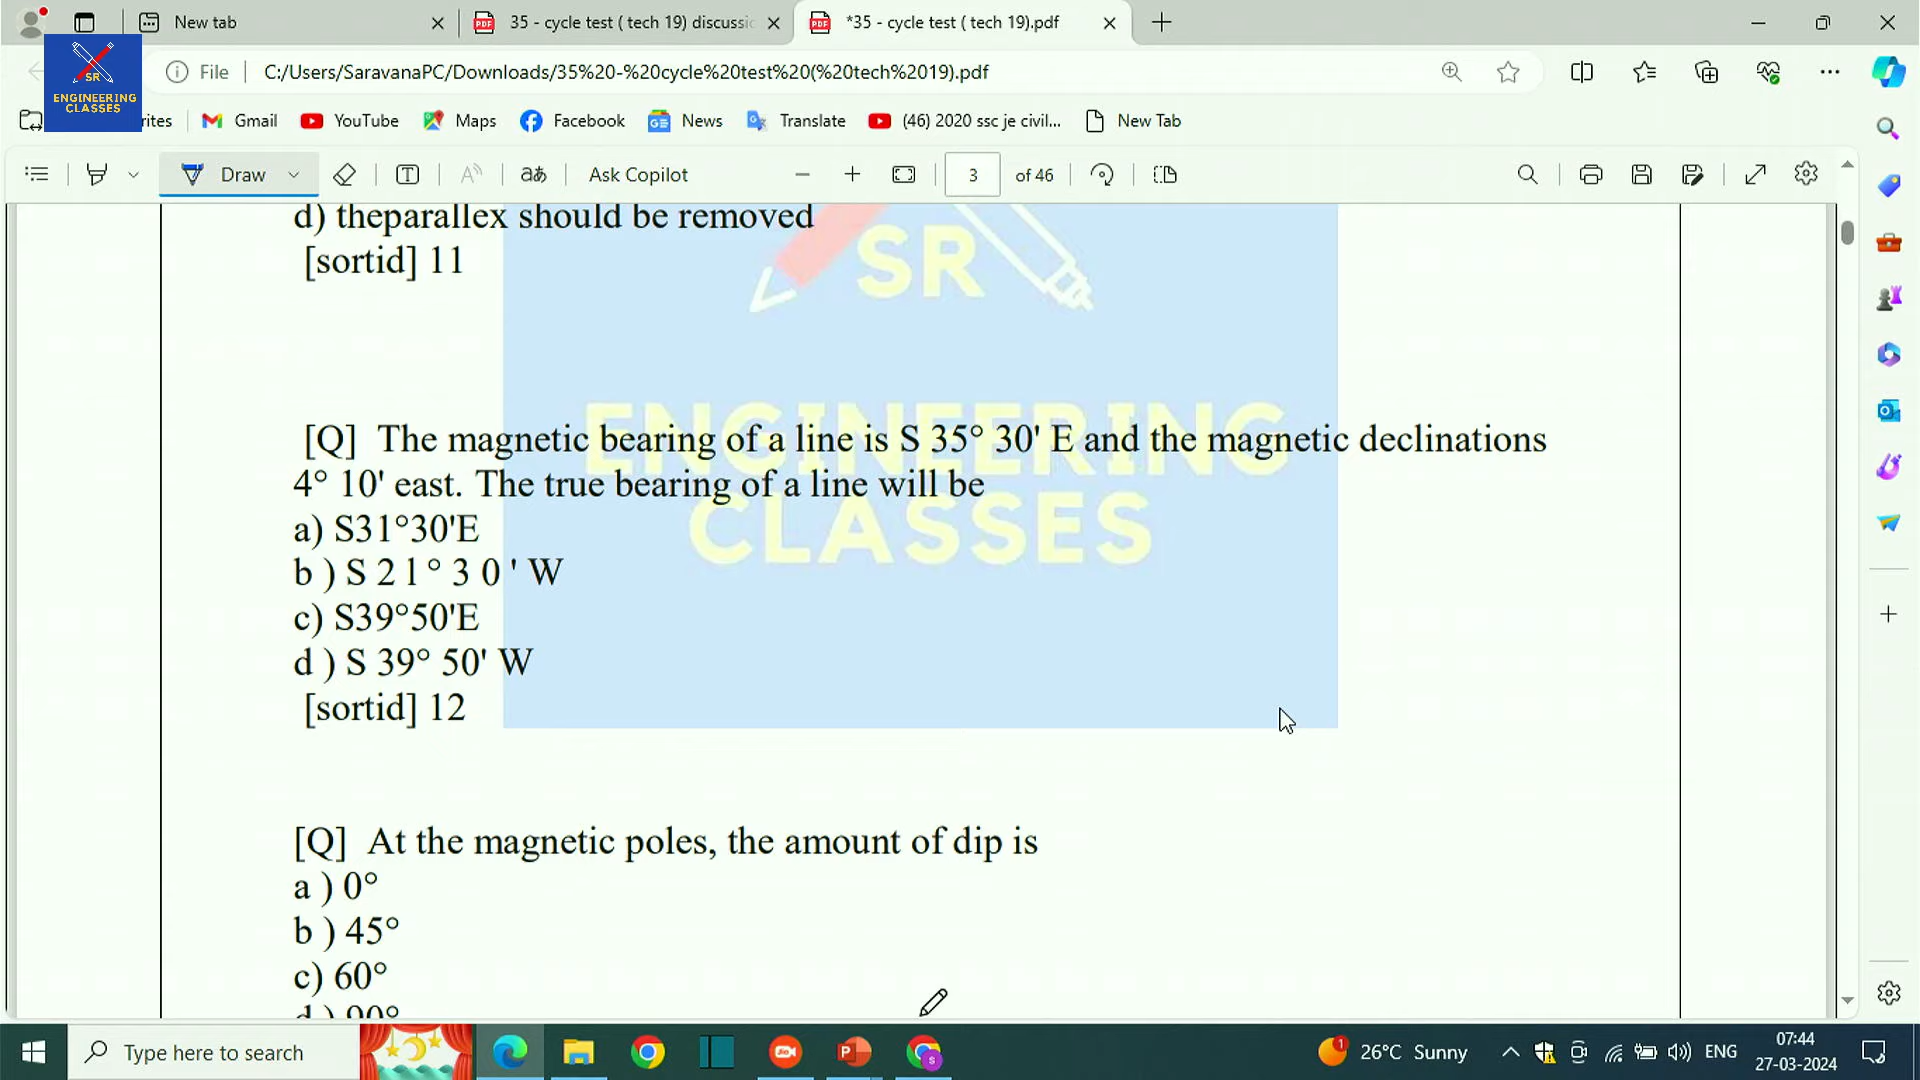 New tab
35 - cycle test ( tech 19) discussi
*35 - cycle test ( tech 19).pdf
File
C:/Users/SaravanaPC/Downloads/35%20-%20cycle%20test%20(%20tech%2019).pdf
SR
ENGINEERING
CLASSES
rites
Gmail
YouTube
Maps
Facebook
News
Translate
(46) 2020 ssc je civil...
New Tab
Draw
Ask Copilot
3
of 46
d) theparallex should be removed
[sortid] 11
SR
ENGINEERING
CLASSES
[Q] The magnetic bearing of a line is S 35° 30' E and the magnetic declinations
4° 10' east. The true bearing of a line will be
a) S31°30'E
b ) S 2 1 ° 3 0 ' W
c) S39°50'E
d ) S 39° 50' W
[sortid] 12
[Q] At the magnetic poles, the amount of dip is
a ) 0°
b ) 45°
c) 60°
d ) 90°
Type here to search
26°C Sunny
ENG
07:44
27-03-2024